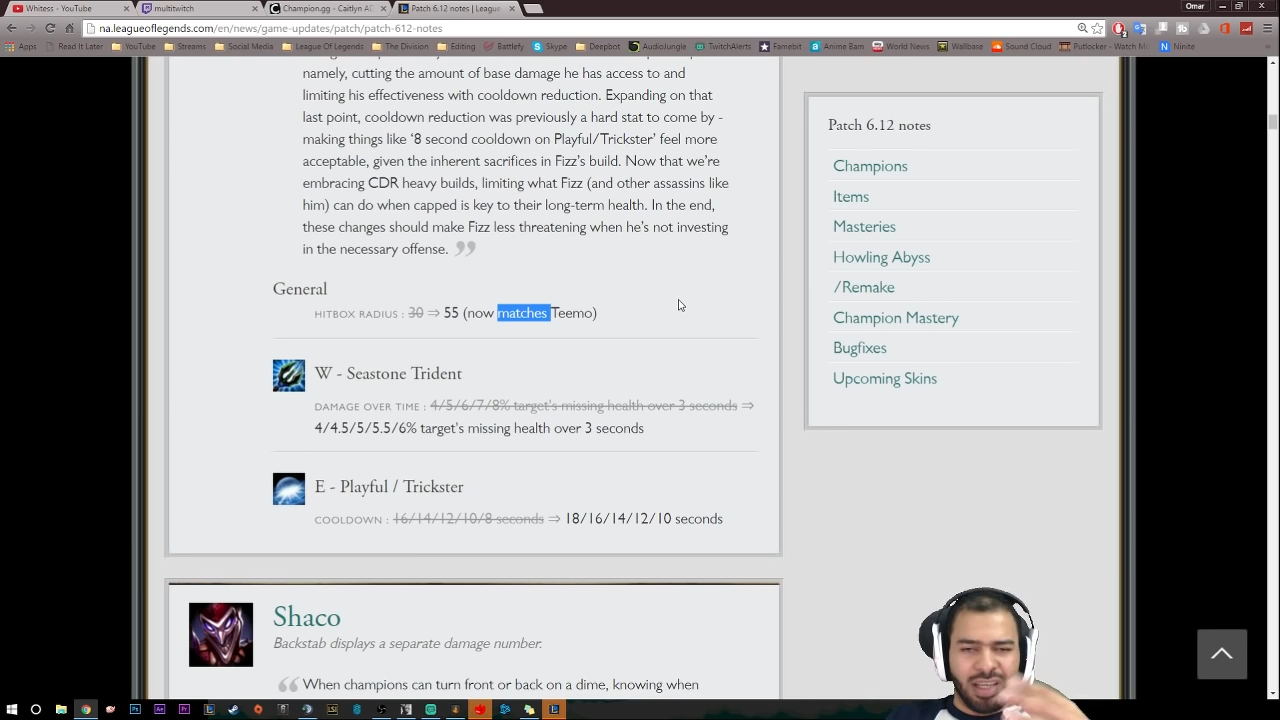 Whitess - YouTube
multitwitch
Champion.gg - Caitlyn AD
Patch 6.12 notes | Leagu
Omar
na.leagueoflegends.com/en/news/game-updates/patch/patch-612-notes
Apps
Read It Later
YouTube
Streams
Social Media
League Of Legends
The Division
Editing
Battlefy
Skype
Deepbot
AudioJungle
TwitchAlerts
Famebit
Anime Bam
World News
Wallbase
Sound Cloud
Putlocker - Watch Mo
Ninite
namely, cutting the amount of base damage he has access to and
limiting his effectiveness with cooldown reduction. Expanding on that
last point, cooldown reduction was previously a hard stat to come by -
making things like ‘8 second cooldown on Playful/Trickster’ feel more
acceptable, given the inherent sacrifices in Fizz’s build. Now that we’re
embracing CDR heavy builds, limiting what Fizz (and other assassins like
him) can do when capped is key to their long-term health. In the end,
these changes should make Fizz less threatening when he’s not investing
in the necessary offense. ”
General
HITBOX RADIUS : 30 ⇒ 55 (now matches Teemo)
W - Seastone Trident
DAMAGE OVER TIME : 4/5/6/7/8% target's missing health over 3 seconds ⇒
4/4.5/5/5.5/6% target's missing health over 3 seconds
E - Playful / Trickster
COOLDOWN : 16/14/12/10/8 seconds ⇒ 18/16/14/12/10 seconds
Shaco
Backstab displays a separate damage number.
“ When champions can turn front or back on a dime, knowing when
Patch 6.12 notes
Champions
Items
Masteries
Howling Abyss
/Remake
Champion Mastery
Bugfixes
Upcoming Skins